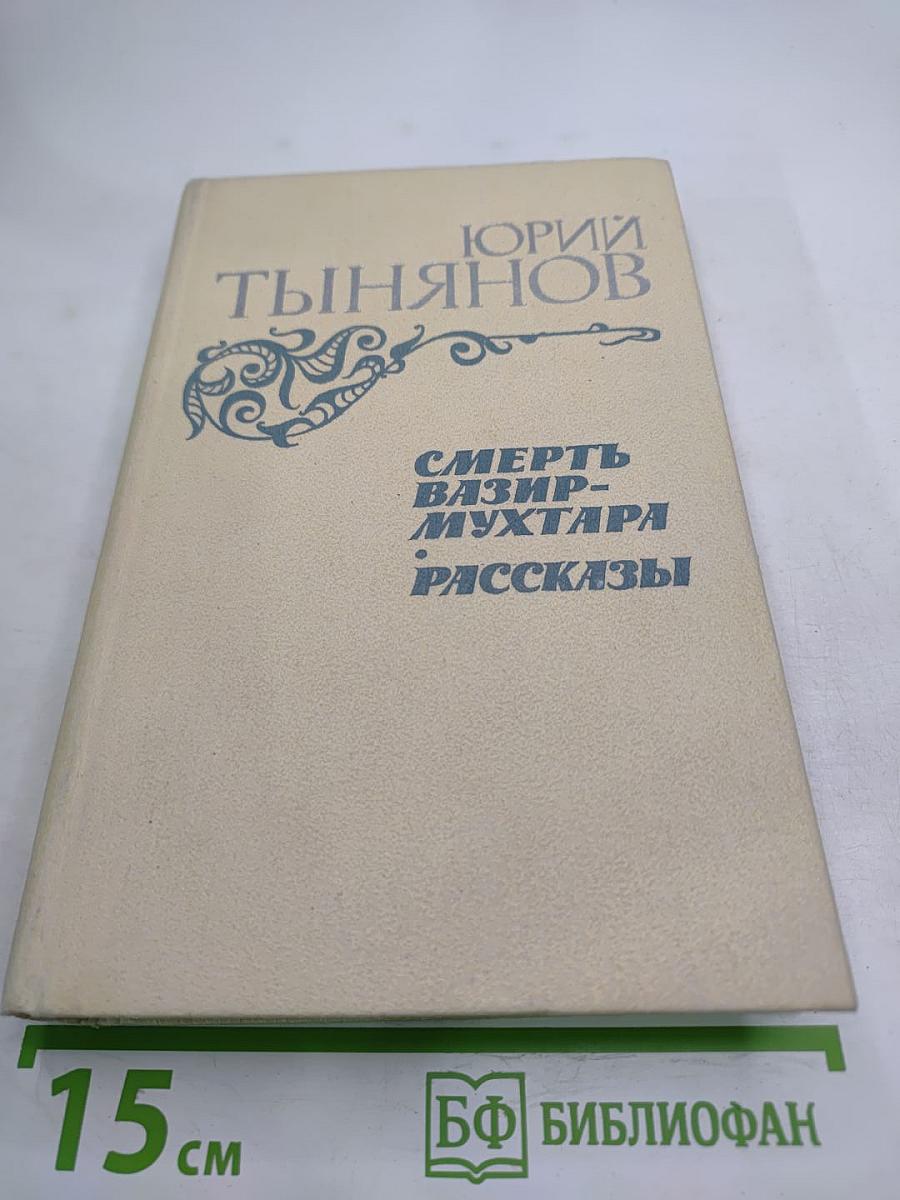 ЮРИЙ
ТЫНЯНОВ
СМЕРТЬ
ВАЗИР-
МУХТАРА
•
РАССКАЗЫ
15 см
БФ БИБЛИОФАН